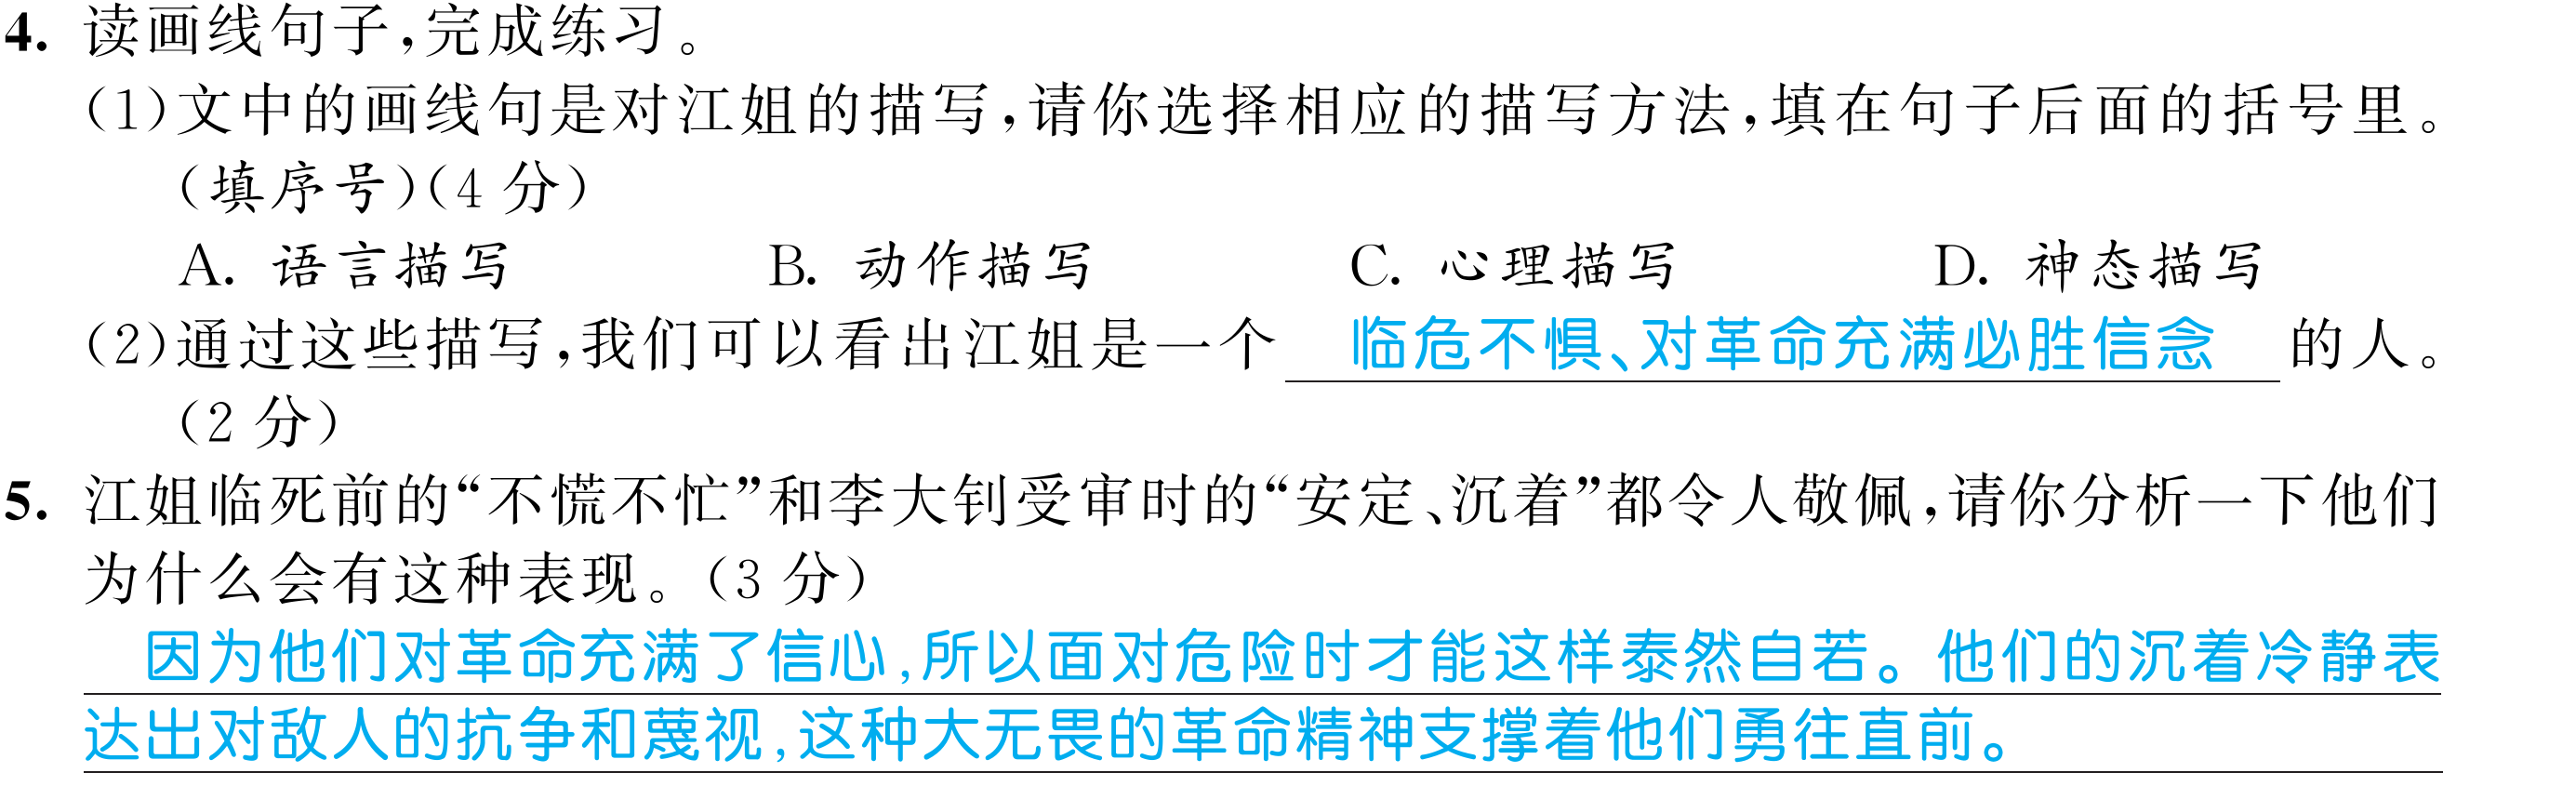 4. 读画线句子,完成练习。
(1)文中的画线句是对江姐的描写,请你选择相应的描写方法,填在句子后面的括号里。
(填序号)(4 分)
A. 语言描写 B. 动作描写 C. 心理描写 D. 神态描写
(2)通过这些描写,我们可以看出江姐是一个 临危不惧、对革命充满必胜信念 的人。
(2 分)
5. 江姐临死前的“不慌不忙”和李大钊受审时的“安定、沉着”都令人敬佩,请你分析一下他们
为什么会有这种表现。(3 分)
因为他们对革命充满了信心,所以面对危险时才能这样泰然自若。他们的沉着冷静表
达出对敌人的抗争和蔑视,这种大无畏的革命精神支撑着他们勇往直前。